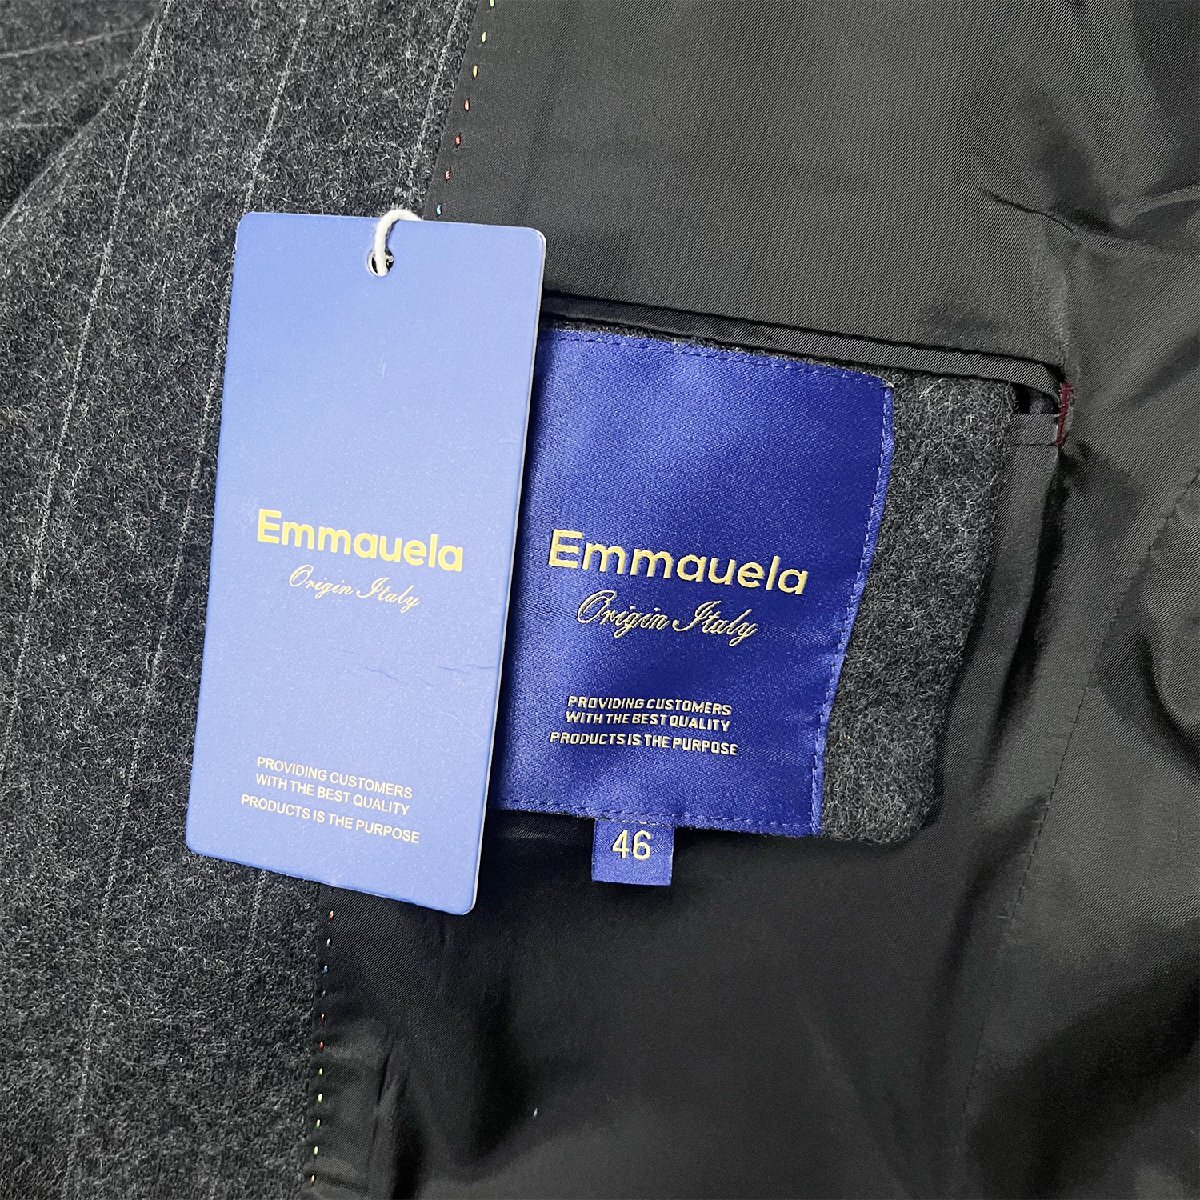 Emmauela
Origin Italy
PROVIDING CUSTOMERS
WITH THE BEST QUALITY
PRODUCTS IS THE PURPOSE
Emmauela
Origin Italy
PROVIDING CUSTOMERS
WITH THE BEST QUALITY
PRODUCTS IS THE PURPOSE
46